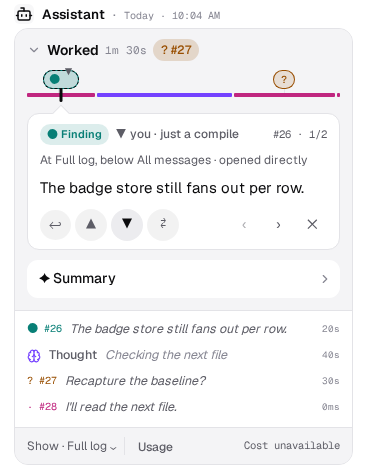 Assistant · Today · 10:04 AM
Worked 1m 30s ? #27
?
Finding ▼ you · just a compile #26 · 1/2
At Full log, below All messages · opened directly
The badge store still fans out per row.
Summary
#26 The badge store still fans out per row. 20s
Thought Checking the next file 40s
? #27 Recapture the baseline? 30s
· #28 I'll read the next file. 0ms
Show · Full log Usage Cost unavailable